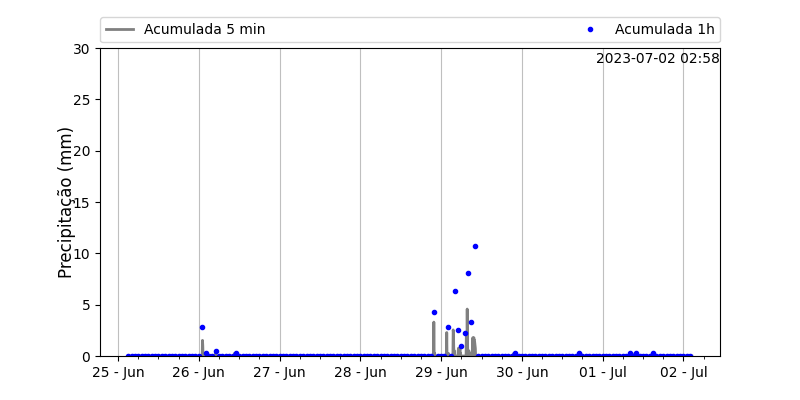 Acumulada 5 min
Acumulada 1h
2023-07-02 02:58
Precipitação (mm)
30
25
20
15
10
5
0
25 - Jun
26 - Jun
27 - Jun
28 - Jun
29 - Jun
30 - Jun
01 - Jul
02 - Jul